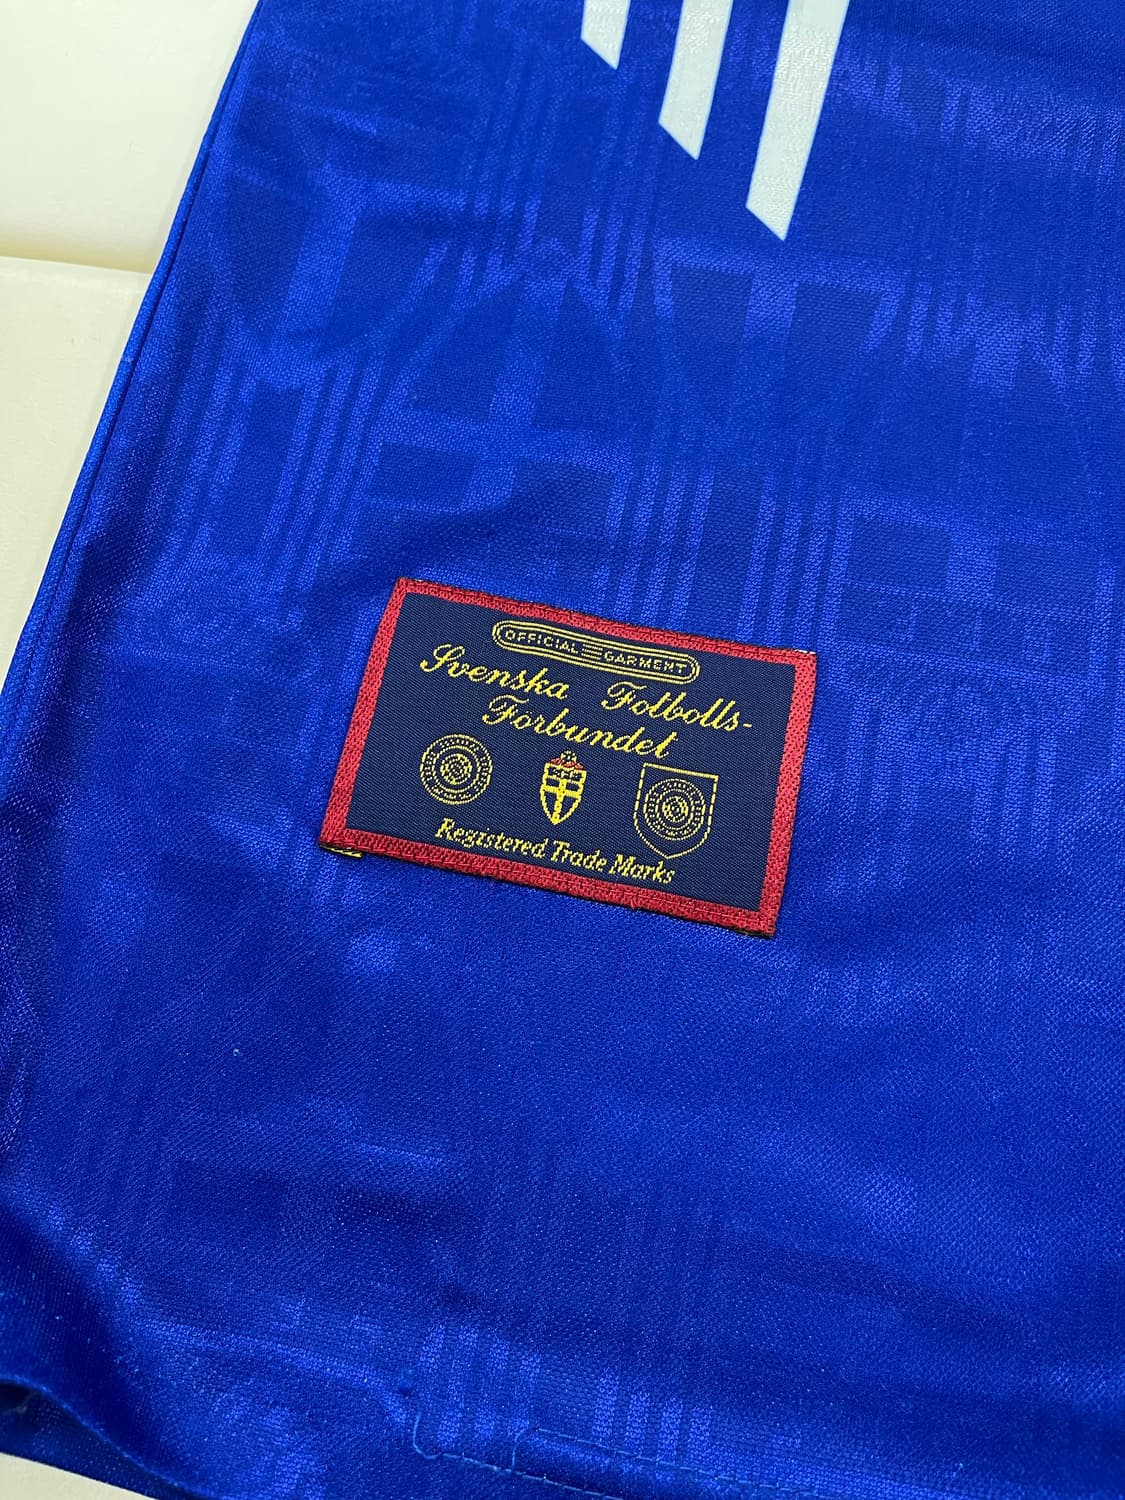 OFFICIAL GARMENT
Svenska Fotbolls-
Förbundet
Registered Trade Marks